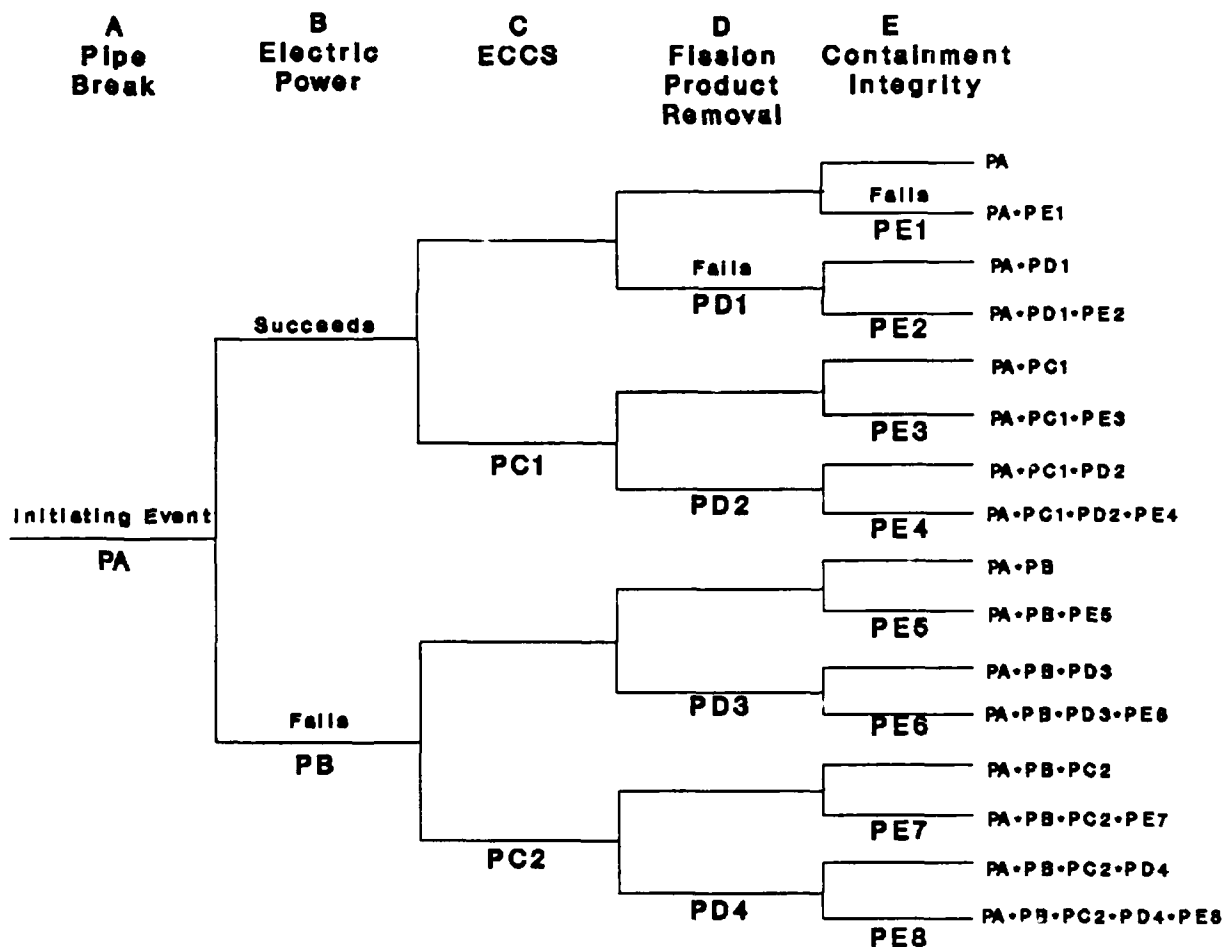 A
Pipe
Break
B
Electric
Power
C
ECCS
D
Fission
Product
Removal
E
Containment
Integrity
PA
Fails
PE1
PA*PE1
Fails
PD1
PA*PD1
PE2
PA*PD1*PE2
Succeeds
PA*PC1
PE3
PA*PC1*PE3
PC1
PA*PC1*PD2
PD2
PE4
PA*PC1*PD2*PE4
Initiating Event
PA
PA*PB
PE5
PA*PB*PE5
PA*PB*PD3
PD3
PE6
PA*PB*PD3*PE6
Fails
PB
PA*PB*PC2
PE7
PA*PB*PC2*PE7
PC2
PA*PB*PC2*PD4
PD4
PE8
PA*PB*PC2*PD4*PE8